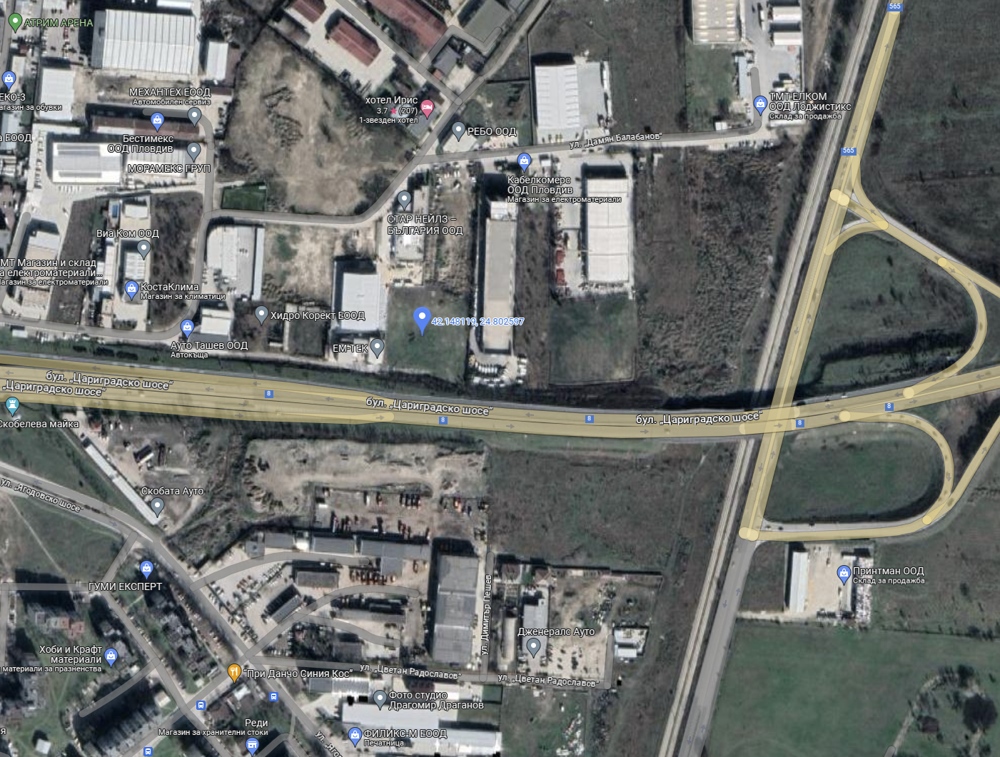 565
АТРИМ АРЕНА
ЕКО-3
агазин за обувки
МЕХАНТЕХ ЕООД
Автомобилен сервиз
хотел Ирис
3.7 ★ (207)
1-звезден хотел
ТМТ ЕЛКОМ
ООД Лоджистикс
Склад за продажба
а ЕООД
Бестимекс
ООД Пловдив
РЕБО ООД
ул. „Дамян Балабанов“
565
МОРАМЕКС ГРУП
Кабелкомерс
ООД Пловдив
Магазин за електроматериали
СТАР НЕЙЛЗ –
БЪЛГАРИЯ ООД
Виа Ком ООД
МТ Магазин и склад
а електроматериали...
агазин за електроматериали
КостаКлима
Магазин за климатици
Хидро Корект ЕООД
42.148119, 24.802597
Ауто Ташев ООД
Автокъща
ЕМ-ТЕК
бул. „Цариградско шосе“
„Цариградско шосе“
8
бул. „Цариградско шосе“
8
8
бул. „Цариградско шосе“
8
8
Скобелева майка
ул. „Ягодовско шосе“
Скобата Ауто
ГУМИ ЕКСПЕРТ
Принтман ООД
Склад за продажба
ул. Димитър Пешев
Дженералс Ауто
Хоби и Крафт
материали
материали за празненства
"При Данчо Синия Кос"
ул. „Цветан Радославов“
ул. „Цветан Радославов“
Фото студио
Драгомир Драганов
Реди
Магазин за хранителни стоки
ФИЛИКС-М ЕООД
Печатница
я